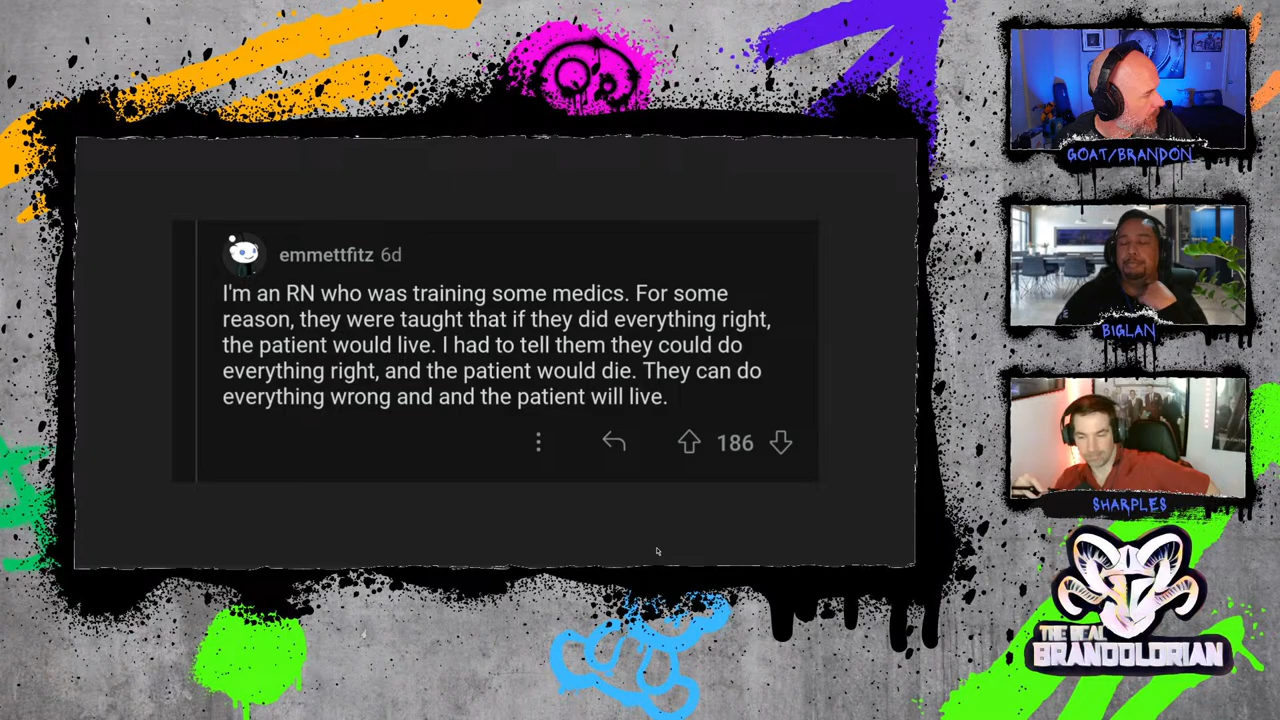 emmettfitz 6d
I'm an RN who was training some medics. For some
reason, they were taught that if they did everything right,
the patient would live. I had to tell them they could do
everything right, and the patient would die. They can do
everything wrong and and the patient will live.
186
GOAT/BRANDON
BIGLAN
SHARPLES
THE REAL
BRANDOLORIAN